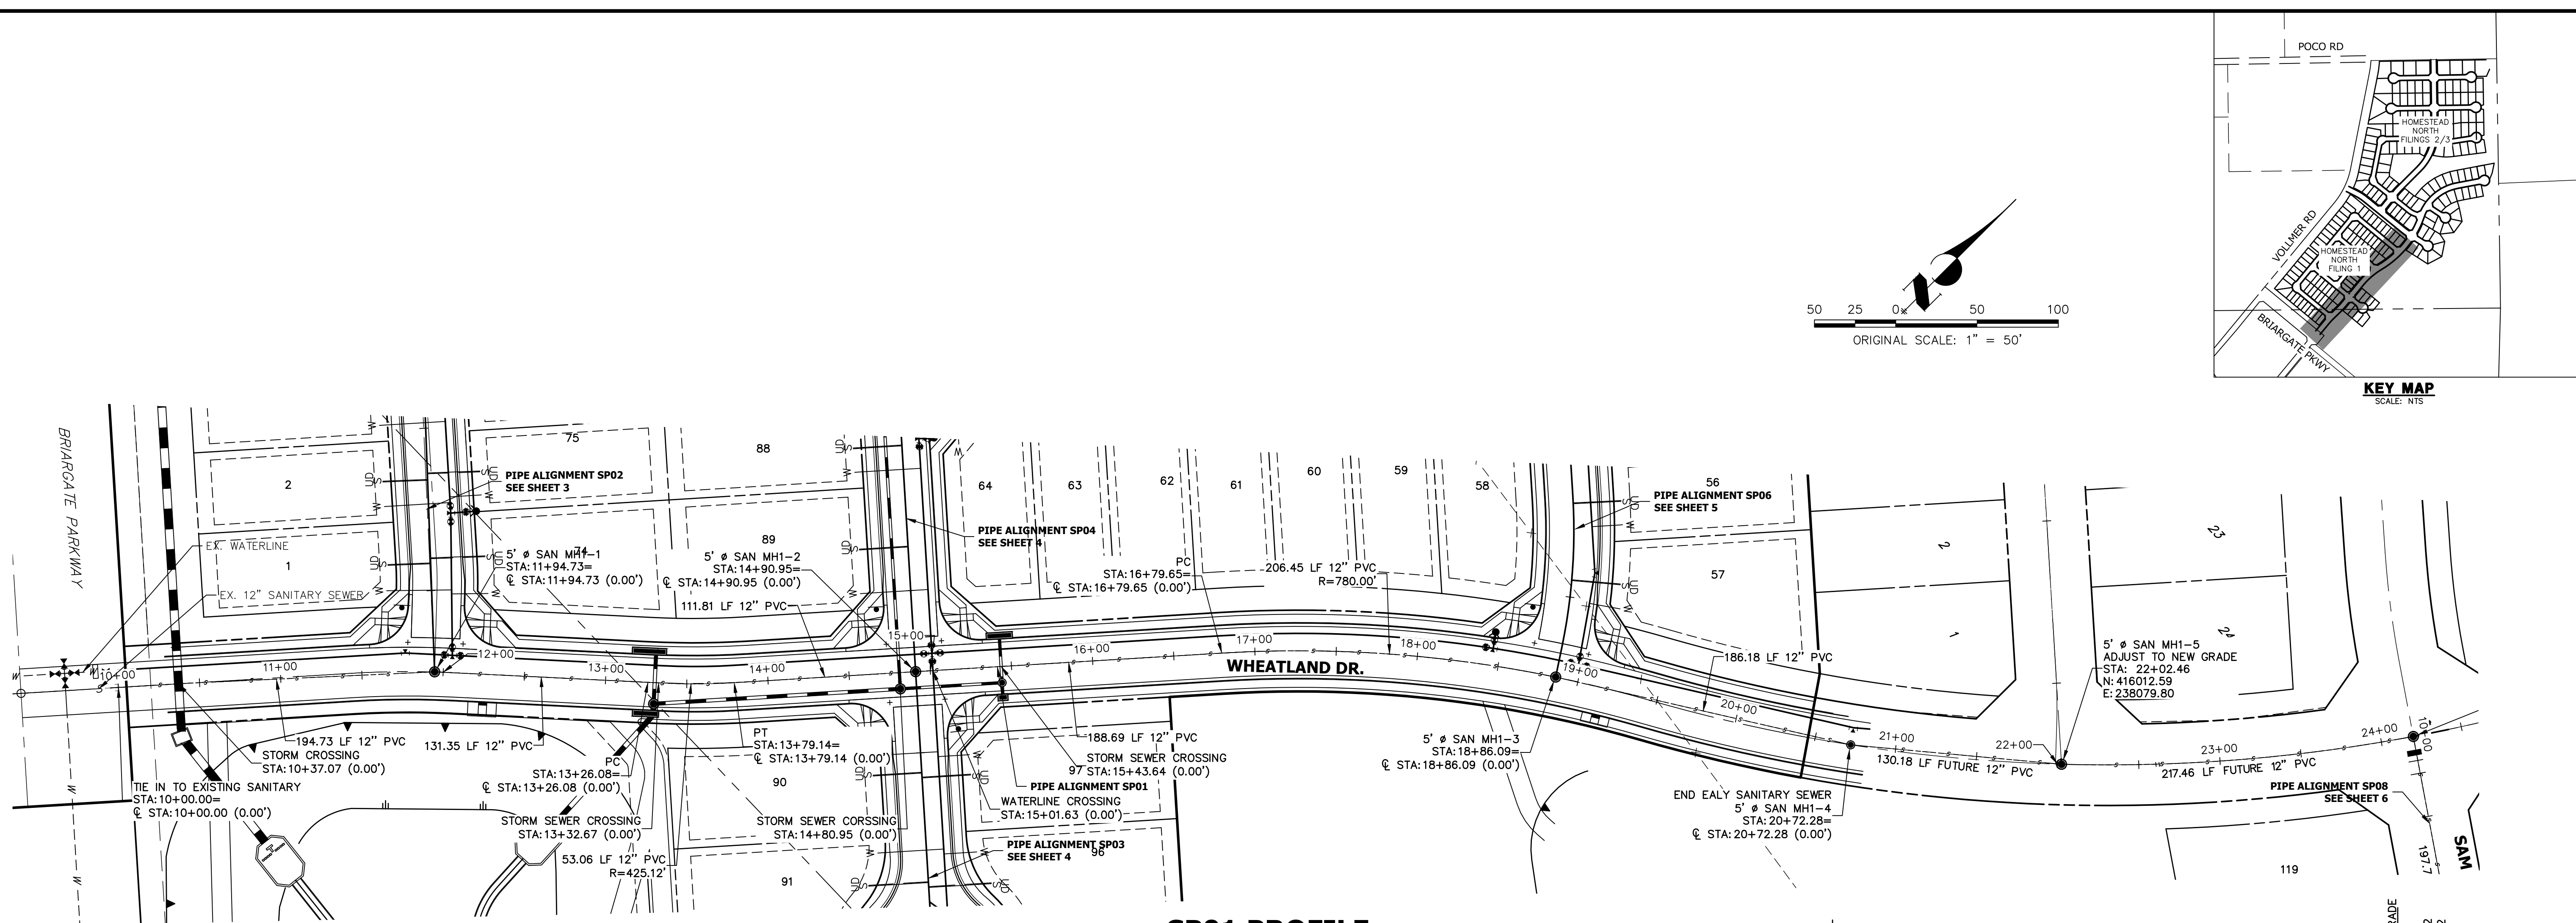 POCO RD
HOMESTEAD
NORTH
FILINGS 2/3
VOLLMER RD
HOMESTEAD
NORTH
FILING 1
BRIARGATE PKWY
KEY MAP
SCALE: NTS
50 25 0 50 100
ORIGINAL SCALE: 1" = 50'
BRIARGATE PARKWAY
2
1
75
88
74
89
64
63
62
61
60
59
58
56
57
2
1
23
24
PIPE ALIGNMENT SP02
SEE SHEET 3
PIPE ALIGNMENT SP04
SEE SHEET 4
PIPE ALIGNMENT SP06
SEE SHEET 5
EX. WATERLINE
EX. 12" SANITARY SEWER
5' ø SAN MH1-1
STA:11+94.73=
℄ STA:11+94.73 (0.00')
5' ø SAN MH1-2
STA:14+90.95=
℄ STA:14+90.95 (0.00')
111.81 LF 12" PVC
PC
STA:16+79.65=
℄ STA:16+79.65 (0.00')
206.45 LF 12" PVC
R=780.00'
186.18 LF 12" PVC
5' ø SAN MH1-5
ADJUST TO NEW GRADE
STA: 22+02.46
N: 416012.59
E: 238079.80
10+00
11+00
12+00
13+00
14+00
15+00
16+00
17+00
18+00
19+00
20+00
21+00
22+00
23+00
24+00
10+00
WHEATLAND DR.
194.73 LF 12" PVC
STORM CROSSING
STA:10+37.07 (0.00')
TIE IN TO EXISTING SANITARY
STA:10+00.00=
℄ STA:10+00.00 (0.00')
131.35 LF 12" PVC
PC
STA:13+26.08=
℄ STA:13+26.08 (0.00')
STORM SEWER CROSSING
STA:13+32.67 (0.00')
53.06 LF 12" PVC
R=425.12'
PT
STA:13+79.14=
℄ STA:13+79.14 (0.00')
90
STORM SEWER CORSSING
STA:14+80.95 (0.00')
91
188.69 LF 12" PVC
STORM SEWER CROSSING
STA:15+43.64 (0.00')
97
PIPE ALIGNMENT SP01
WATERLINE CROSSING
STA:15+01.63 (0.00')
PIPE ALIGNMENT SP03
SEE SHEET 4
96
5' ø SAN MH1-3
STA:18+86.09=
℄ STA:18+86.09 (0.00')
END EALY SANITARY SEWER
5' ø SAN MH1-4
STA:20+72.28=
℄ STA:20+72.28 (0.00')
130.18 LF FUTURE 12" PVC
217.46 LF FUTURE 12" PVC
PIPE ALIGNMENT SP08
SEE SHEET 6
SAM
197.7
119